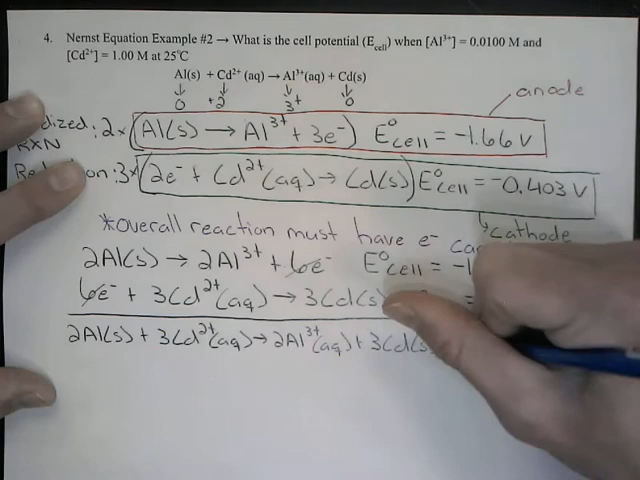 4. Nernst Equation Example #2 → What is the cell potential (Ecell) when [Al³⁺] = 0.0100 M and
[Cd²⁺] = 1.00 M at 25°C
Al(s) + Cd²⁺ (aq) → Al³⁺(aq) + Cd(s)
↓ ↓ ↓ ↓
0 +2 3+ 0
anode
RXN : 2x (Al(s) → Al³⁺ + 3e⁻) E°cell = -1.66 V
: 3x (2e⁻ + Cd²⁺(aq) → Cd(s)) E°cell = -0.403 V
*overall reaction must have e⁻
↳ cathode
2Al(s) → 2Al³⁺ + 6e⁻ E°cell = -1
6e⁻ + 3Cd²⁺(aq) → 3Cd(s) =
2Al(s) + 3Cd²⁺(aq) → 2Al³⁺(aq) + 3Cd(s